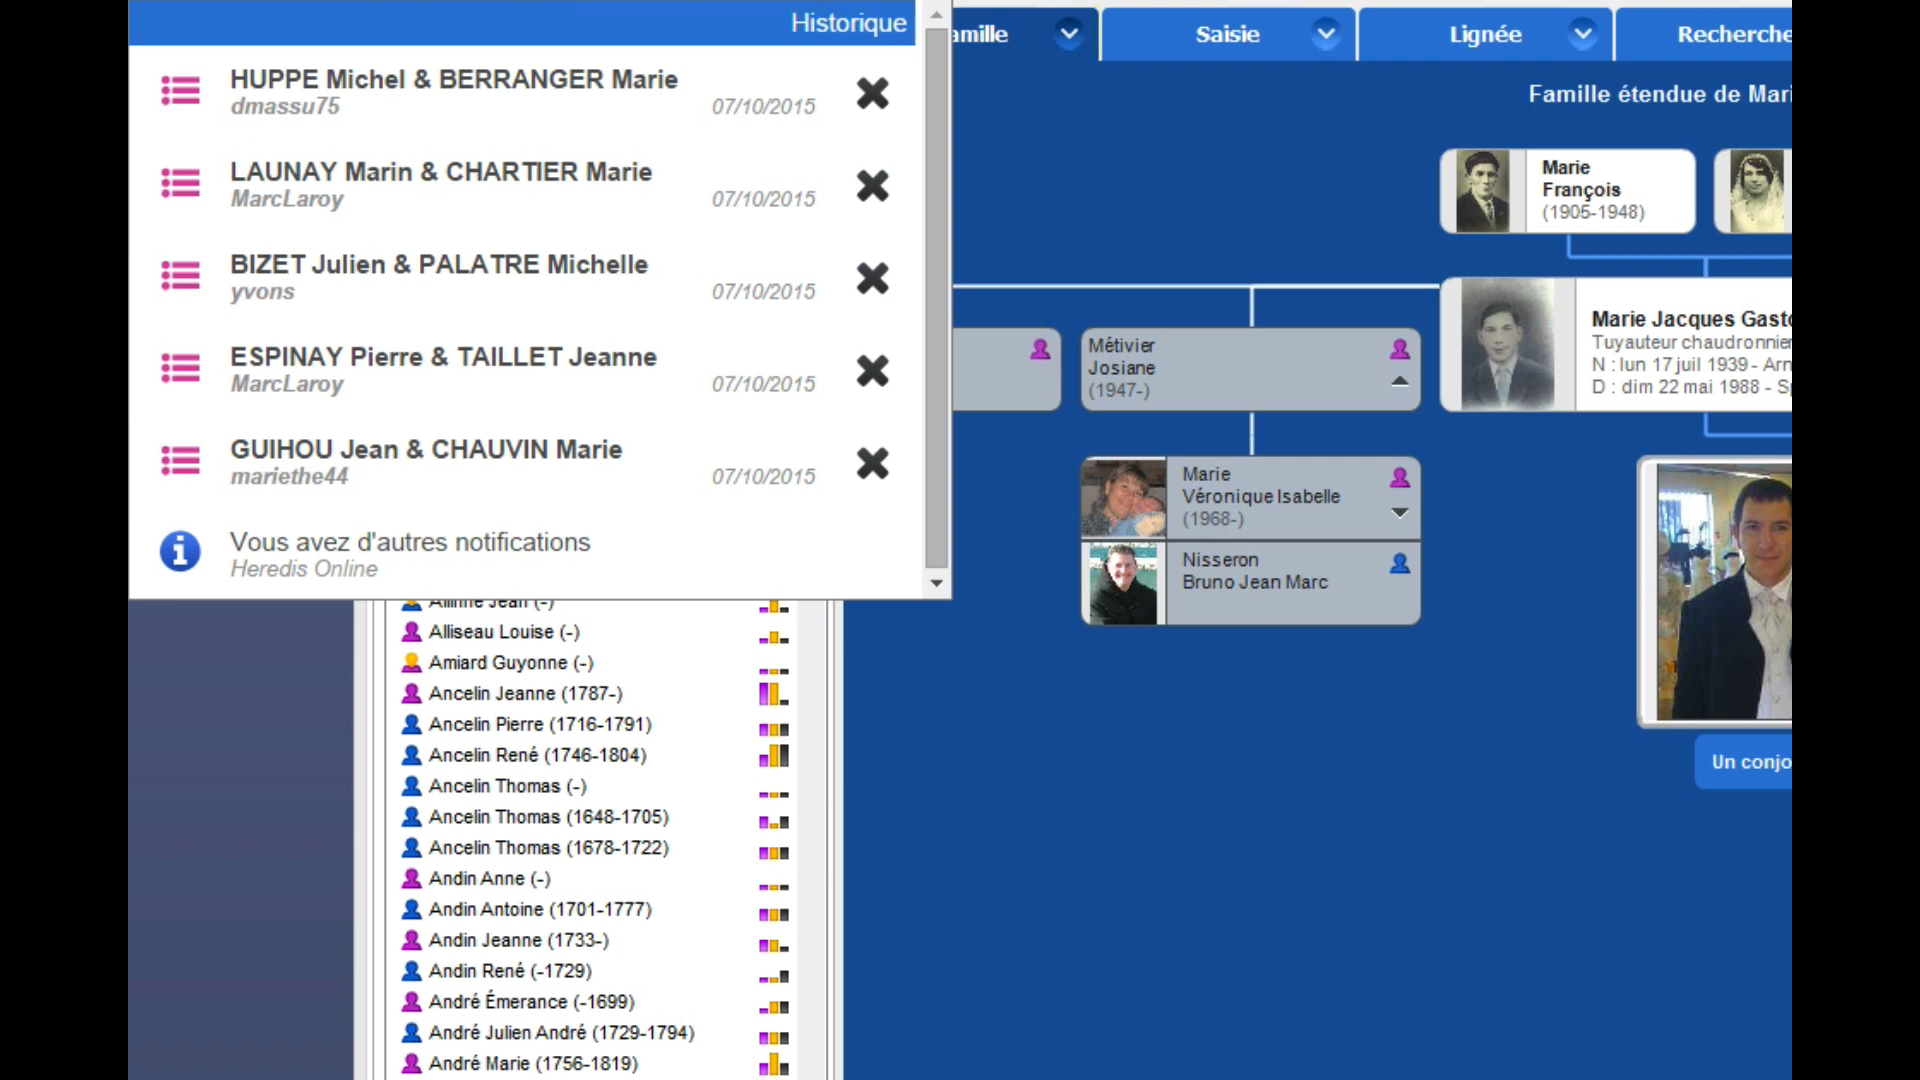 Historique
HUPPE Michel & BERRANGER Marie
dmassu75
07/10/2015
LAUNAY Marin & CHARTIER Marie
MarcLaroy
07/10/2015
BIZET Julien & PALATRE Michelle
yvons
07/10/2015
ESPINAY Pierre & TAILLET Jeanne
MarcLaroy
07/10/2015
GUIHOU Jean & CHAUVIN Marie
mariethe44
07/10/2015
Vous avez d'autres notifications
Heredis Online
Alliseau Louise (-)
Amiard Guyonne (-)
Ancelin Jeanne (1787-)
Ancelin Pierre (1716-1791)
Ancelin René (1746-1804)
Ancelin Thomas (-)
Ancelin Thomas (1648-1705)
Ancelin Thomas (1678-1722)
Andin Anne (-)
Andin Antoine (1701-1777)
Andin Jeanne (1733-)
Andin René (-1729)
André Émerance (-1699)
André Julien André (1729-1794)
André Marie (1756-1819)
amille
Saisie
Lignée
Recherche
Famille étendue de Mari
Marie
François
(1905-1948)
Marie Jacques Gasto
Tuyauteur chaudronnier
N : lun 17 juil 1939 - Arn
D : dim 22 mai 1988 - S
Métivier
Josiane
(1947-)
Marie
Véronique Isabelle
(1968-)
Nisseron
Bruno Jean Marc
Un conjo